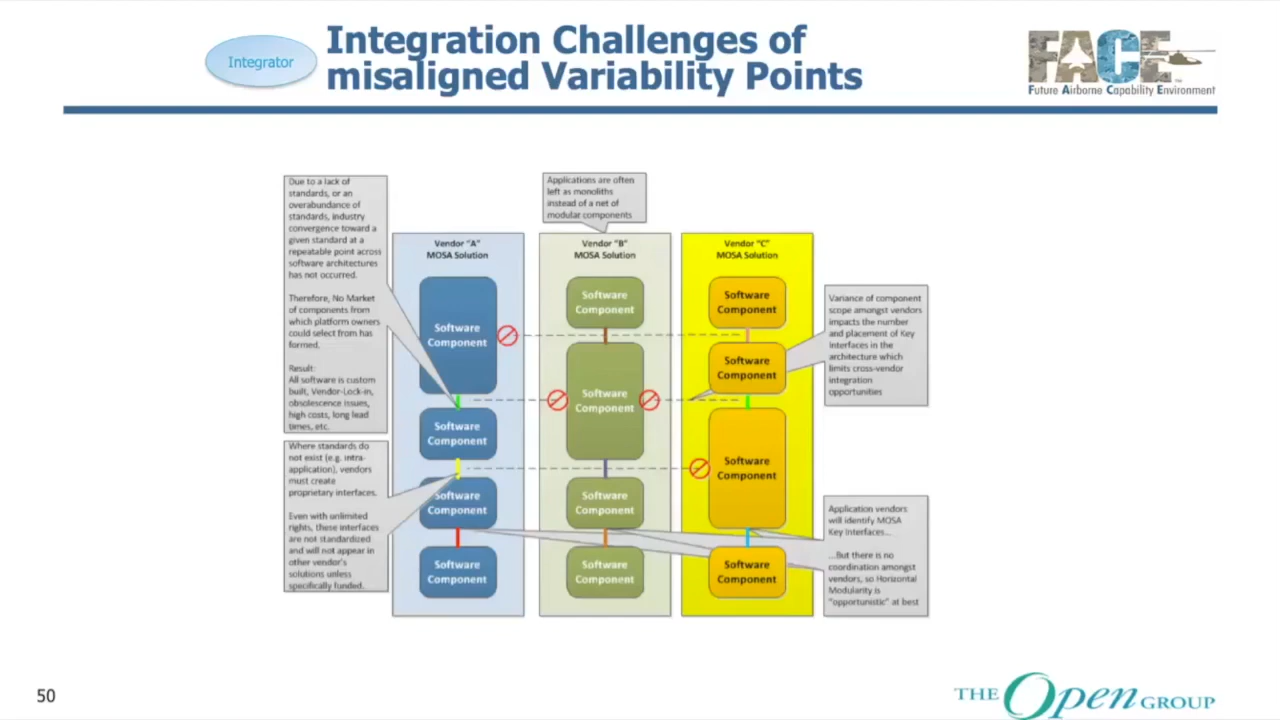 Integrator
Integration Challenges of
misaligned Variability Points
FACE
™
Future Airborne Capability Environment
Due to a lack of
standards, or an
overabundance of
standards, industry
convergence toward a
given standard at a
repeatable point across
software architectures
has not occurred.
Therefore, No Market
of components from
which platform owners
could select from has
formed.
Result:
All software is custom
built, Vendor-Lock-in,
obsolescence issues,
high costs, long lead
times, etc.
Where standards do
not exist (e.g. intra-
application), vendors
must create
proprietary interfaces.
Even with unlimited
rights, these interfaces
are not standardized
and will not appear in
other vendor's
solutions unless
specifically funded.
Applications are often
left as monoliths
instead of a net of
modular components
Vendor "A"
MOSA Solution
Software
Component
Software
Component
Software
Component
Software
Component
Vendor "B"
MOSA Solution
Software
Component
Software
Component
Software
Component
Software
Component
Vendor "C"
MOSA Solution
Software
Component
Software
Component
Software
Component
Software
Component
Variance of component
scope amongst vendors
impacts the number
and placement of Key
Interfaces in the
architecture which
limits cross-vendor
integration
opportunities
Application vendors
will identify MOSA
Key Interfaces...
...But there is no
coordination amongst
vendors, so Horizontal
Modularity is
"opportunistic" at best
50
THE Open GROUP